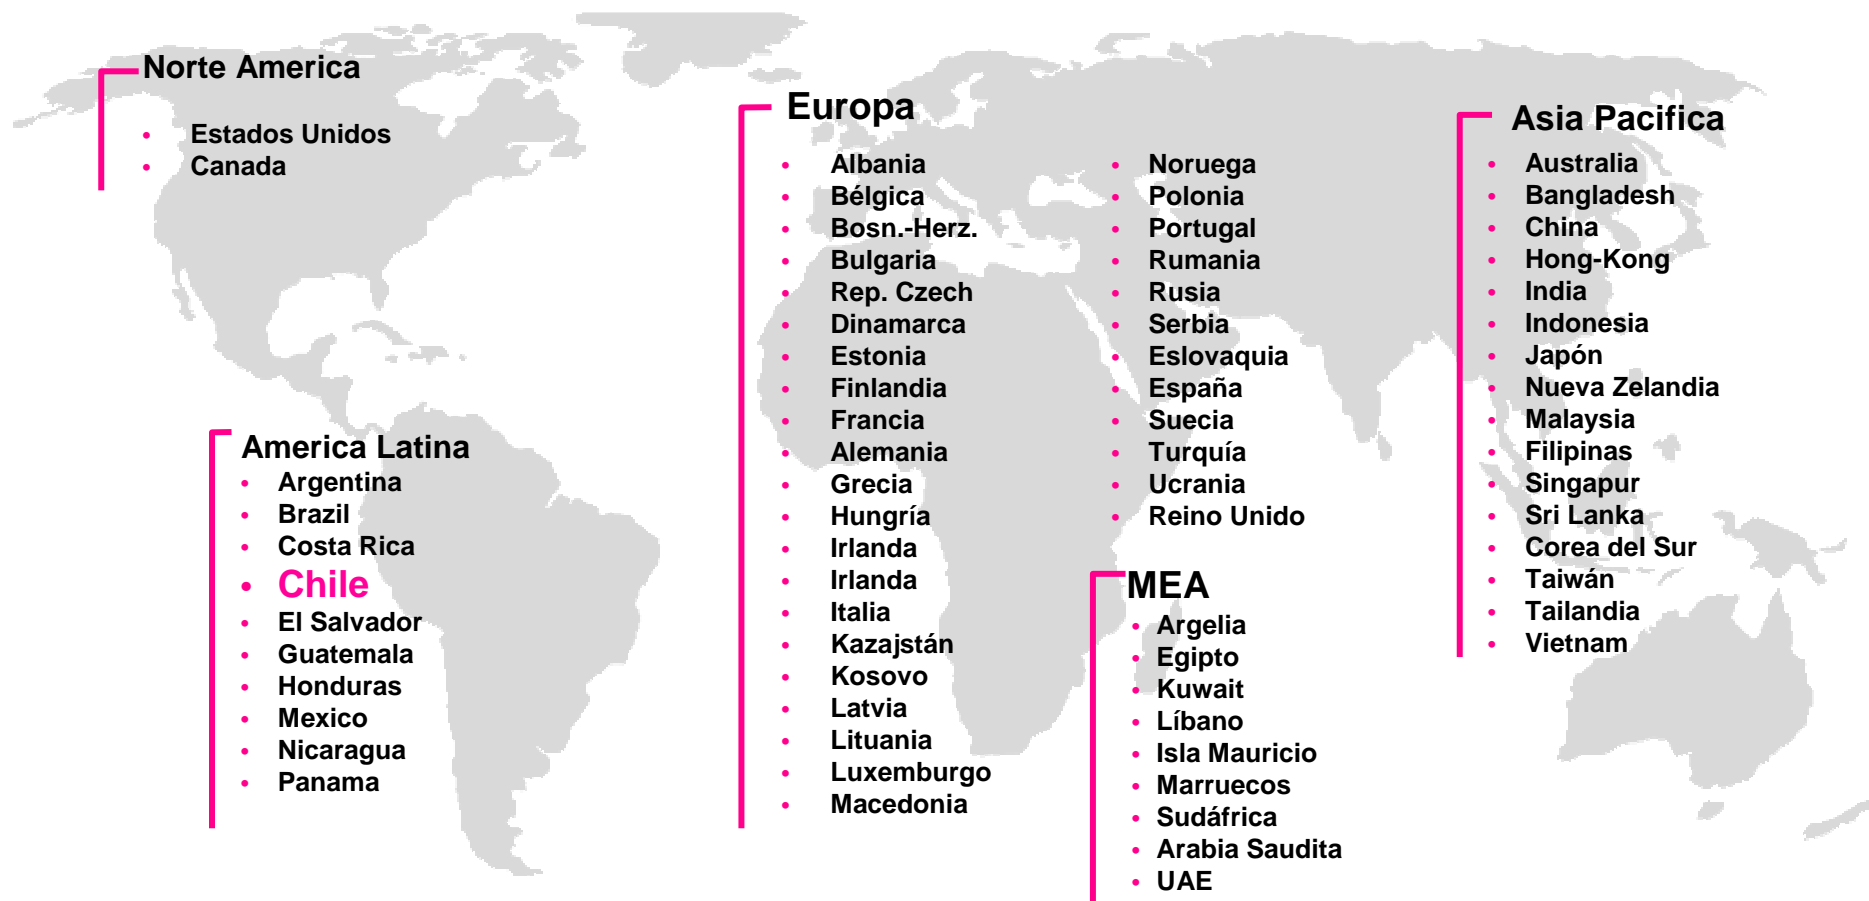 Norte America
Estados Unidos
Canada
America Latina
Argentina
Brazil
Costa Rica
Chile
El Salvador
Guatemala
Honduras
Mexico
Nicaragua
Panama
Europa
Albania
Bélgica
Bosn.-Herz.
Bulgaria
Rep. Czech
Dinamarca
Estonia
Finlandia
Francia
Alemania
Grecia
Hungría
Irlanda
Irlanda
Italia
Kazajstán
Kosovo
Latvia
Lituania
Luxemburgo
Macedonia
Noruega
Polonia
Portugal
Rumania
Rusia
Serbia
Eslovaquia
España
Suecia
Turquía
Ucrania
Reino Unido
MEA
Argelia
Egipto
Kuwait
Líbano
Isla Mauricio
Marruecos
Sudáfrica
Arabia Saudita
UAE
Asia Pacifica
Australia
Bangladesh
China
Hong-Kong
India
Indonesia
Japón
Nueva Zelandia
Malaysia
Filipinas
Singapur
Sri Lanka
Corea del Sur
Taiwán
Tailandia
Vietnam